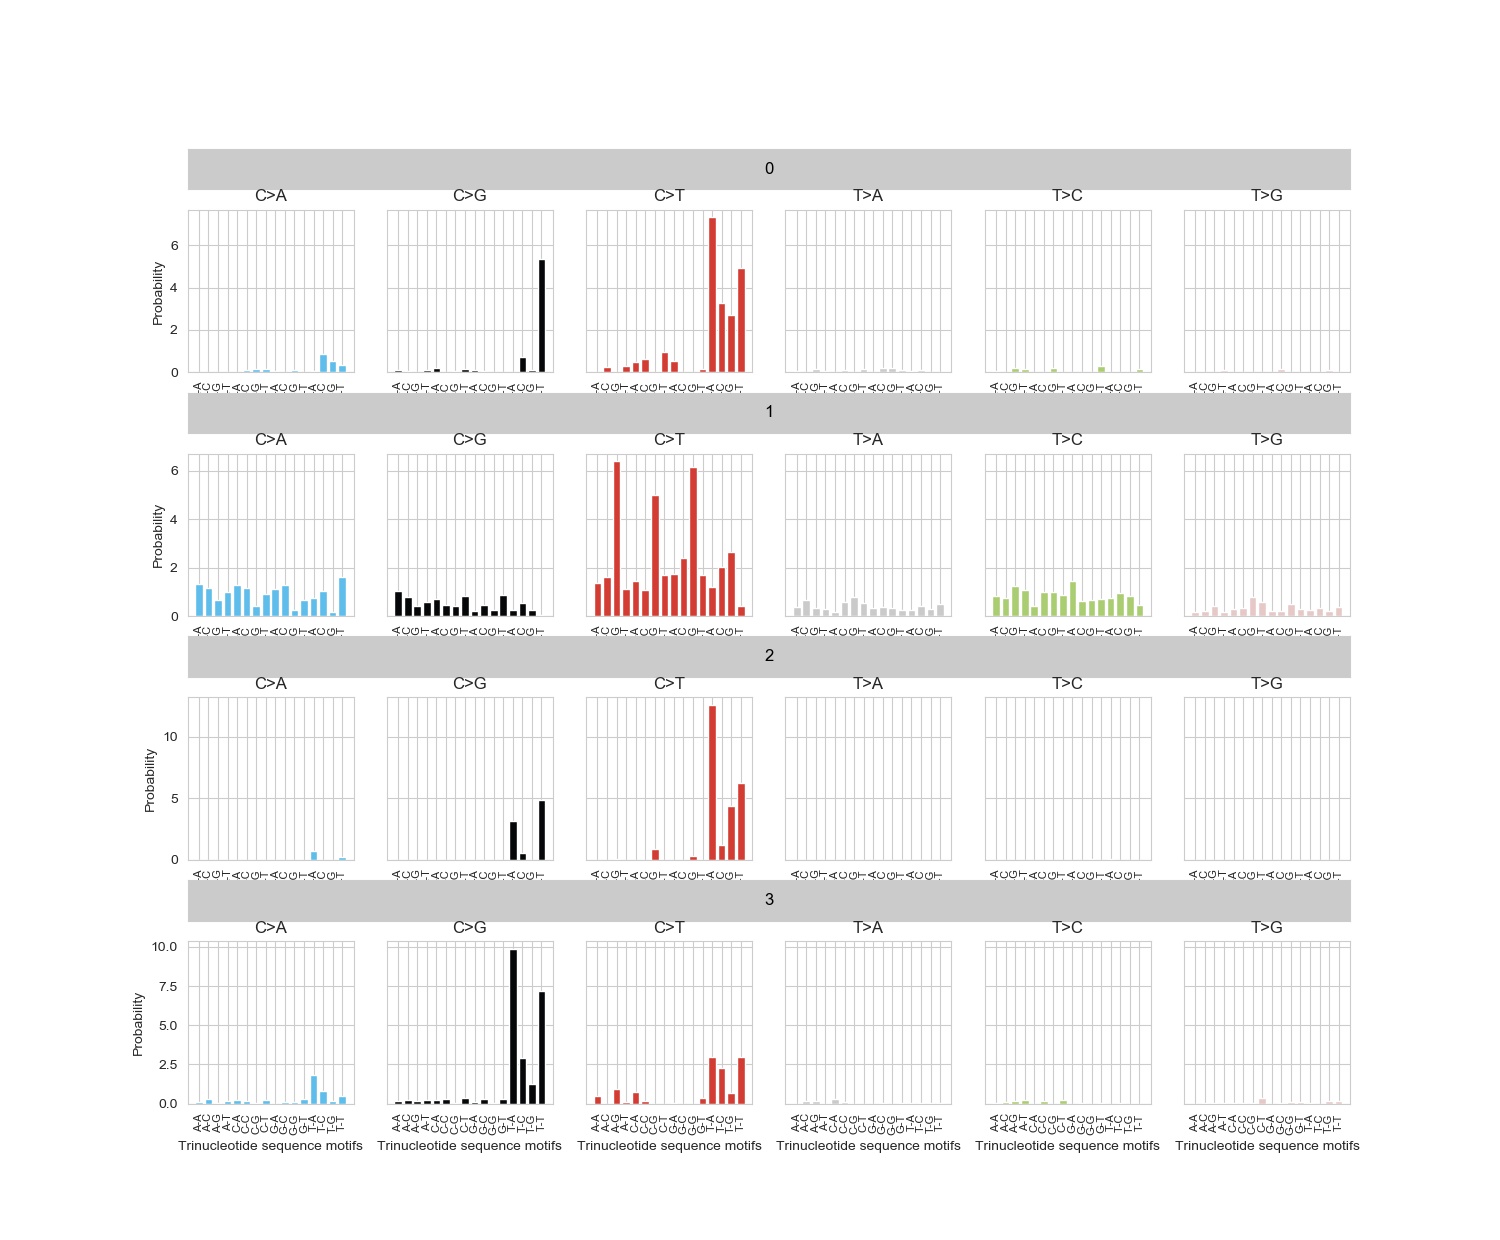 0
C>A C>G C>T T>A T>C T>G
Probability
6
4
2
0
1
C>A C>G C>T T>A T>C T>G
Probability
6
4
2
0
2
C>A C>G C>T T>A T>C T>G
Probability
10
5
0
3
C>A C>G C>T T>A T>C T>G
Probability
10.0
7.5
5.0
2.5
0.0
A-A A-C A-G A-T C-A C-C C-G C-T G-A G-C G-G G-T T-A T-C T-G T-T
A-A A-C A-G A-T C-A C-C C-G C-T G-A G-C G-G G-T T-A T-C T-G T-T
A-A A-C A-G A-T C-A C-C C-G C-T G-A G-C G-G G-T T-A T-C T-G T-T
A-A A-C A-G A-T C-A C-C C-G C-T G-A G-C G-G G-T T-A T-C T-G T-T
A-A A-C A-G A-T C-A C-C C-G C-T G-A G-C G-G G-T T-A T-C T-G T-T
A-A A-C A-G A-T C-A C-C C-G C-T G-A G-C G-G G-T T-A T-C T-G T-T
Trinucleotide sequence motifs Trinucleotide sequence motifs Trinucleotide sequence motifs Trinucleotide sequence motifs Trinucleotide sequence motifs Trinucleotide sequence motifs